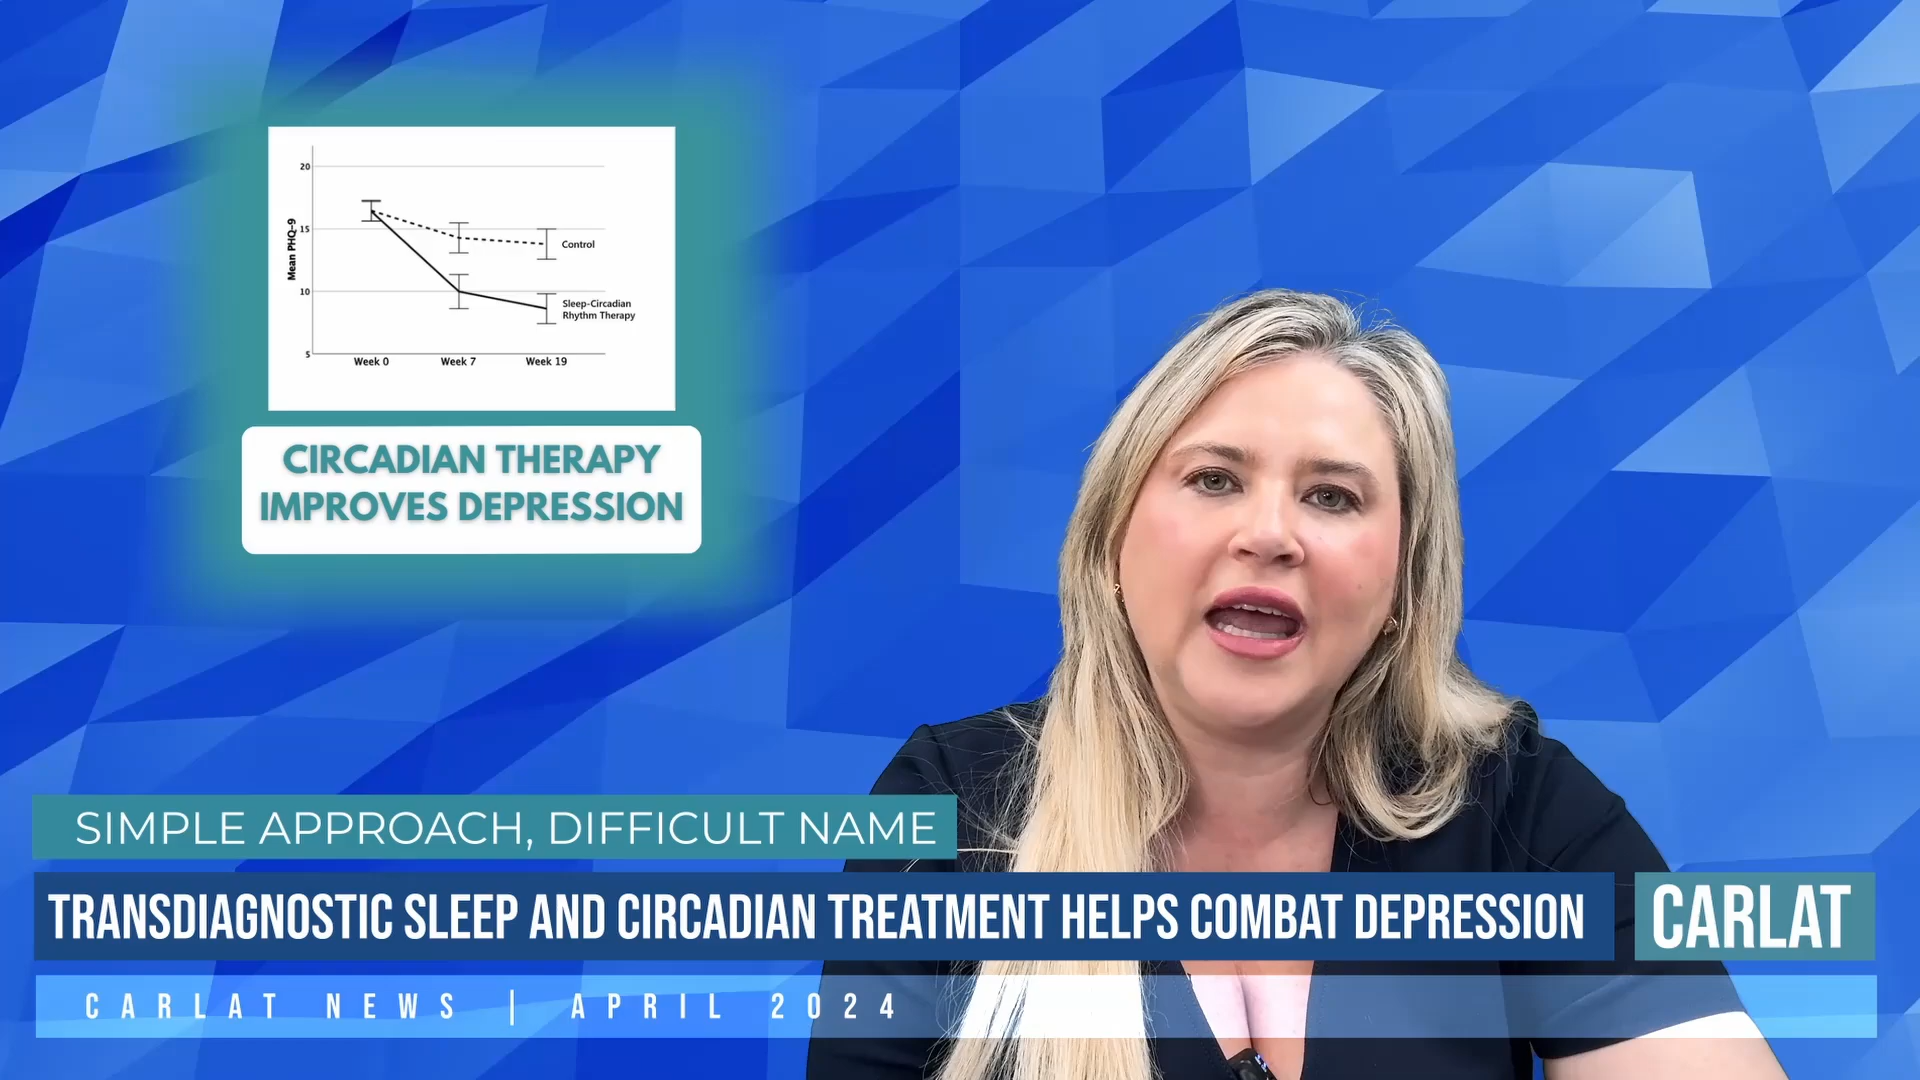 20
15
10
5
Mean PHQ-9
Control
Sleep-Circadian
Rhythm Therapy
Week 0 Week 7 Week 19
CIRCADIAN THERAPY
IMPROVES DEPRESSION
SIMPLE APPROACH, DIFFICULT NAME
TRANSDIAGNOSTIC SLEEP AND CIRCADIAN TREATMENT HELPS COMBAT DEPRESSION
CARLAT
CARLAT NEWS | APRIL 2024